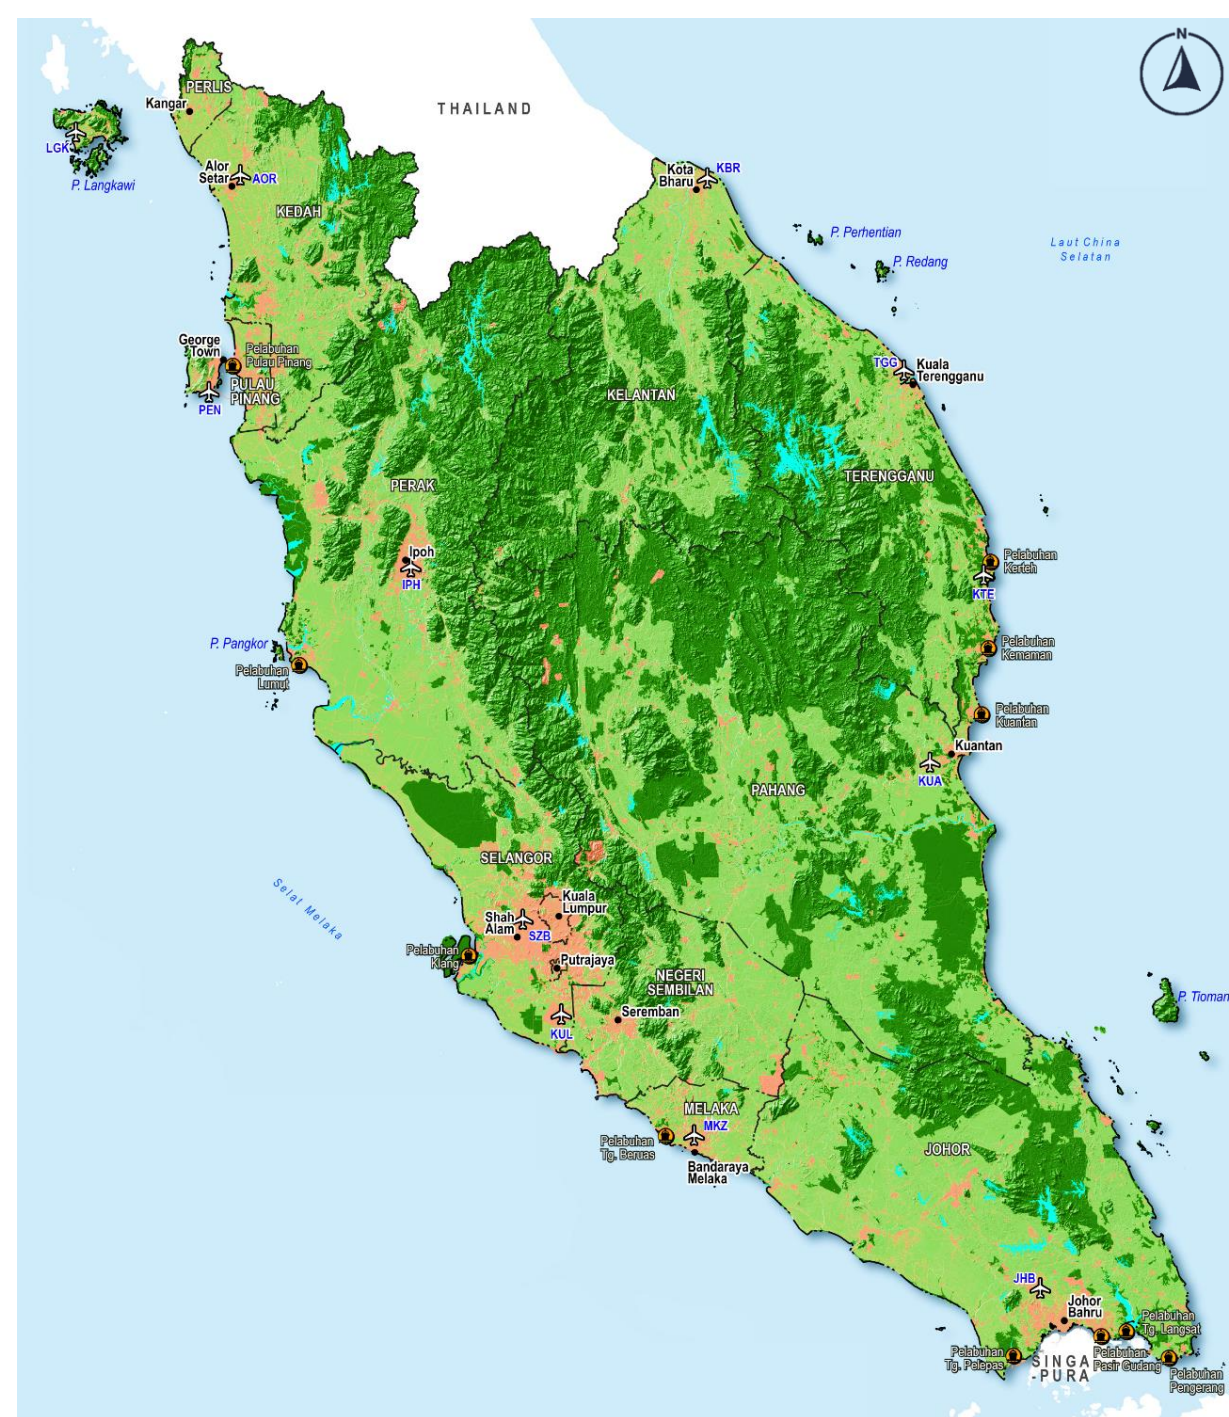 N
PERLIS
Kangar
THAILAND
LGK
P. Langkawi
Alor
Setar
AOR
KEDAH
Kota
Bharu
KBR
P. Perhentian
P. Redang
Laut China
Selatan
George
Town
Pelabuhan
Pulau Pinang
PULAU
PINANG
PEN
KELANTAN
TGG
Kuala
Terengganu
TERENGGANU
PERAK
Ipoh
IPH
Pelabuhan
Kerteh
KTE
P. Pangkor
Pelabuhan
Lumut
Pelabuhan
Kemaman
Pelabuhan
Kuantan
Kuantan
KUA
PAHANG
SELANGOR
Selat Melaka
Kuala
Lumpur
Shah
Alam
SZB
Pelabuhan
Klang
Putrajaya
NEGERI
SEMBILAN
Seremban
KUL
P. Tioman
MELAKA
MKZ
Pelabuhan
Tg. Beruas
Bandaraya
Melaka
JOHOR
JHB
Johor
Bahru
Pelabuhan
Tg. Langsat
Pelabuhan
Tg. Pelepas
SINGA
-PURA
Pelabuhan
Pasir Gudang
Pelabuhan
Pengerang